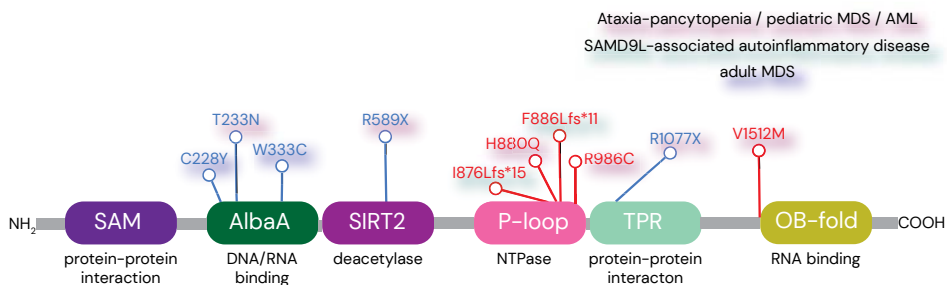 Ataxia-pancytopenia / pediatric MDS / AML
SAMD9L-associated autoinflammatory disease
adult MDS
T233N
R589X
F886Lfs*11
C228Y
W333C
H880Q
R1077X
V1512M
I876Lfs*15
R986C
NH2
SAM
AlbaA
SIRT2
P-loop
TPR
OB-fold
COOH
protein-protein
interaction
DNA/RNA
binding
deacetylase
NTPase
protein-protein
interacton
RNA binding